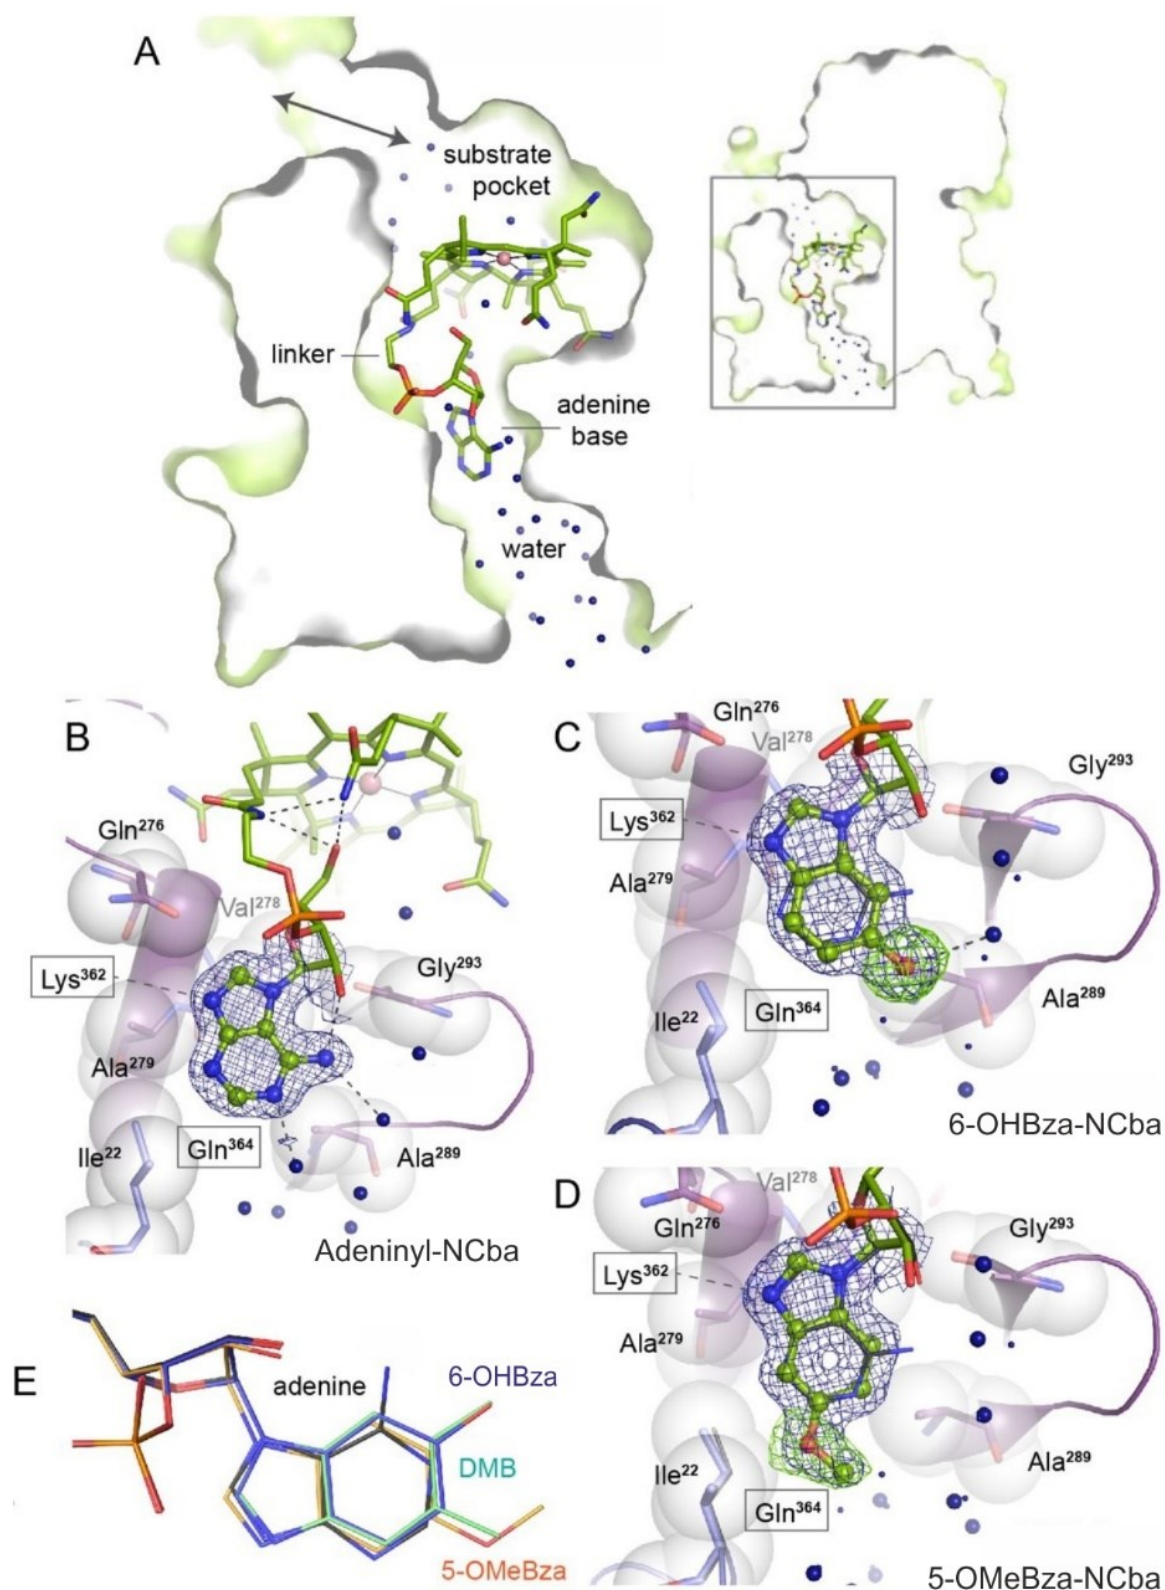 A
substrate
pocket
linker
adenine
base
water
B
Gln²⁷⁶
Val²⁷⁸
Lys³⁶²
Gly²⁹³
Ala²⁷⁹
Gln³⁶⁴
Ile²²
Ala²⁸⁹
Adeninyl-NCba
C
Gln²⁷⁶
Val²⁷⁸
Gly²⁹³
Lys³⁶²
Ala²⁷⁹
Ile²²
Gln³⁶⁴
Ala²⁸⁹
6-OHBza-NCba
D
Val²⁷⁸
Gln²⁷⁶
Gly²⁹³
Lys³⁶²
Ala²⁷⁹
Ile²²
Ala²⁸⁹
Gln³⁶⁴
5-OMeBza-NCba
E
adenine
6-OHBza
DMB
5-OMeBza